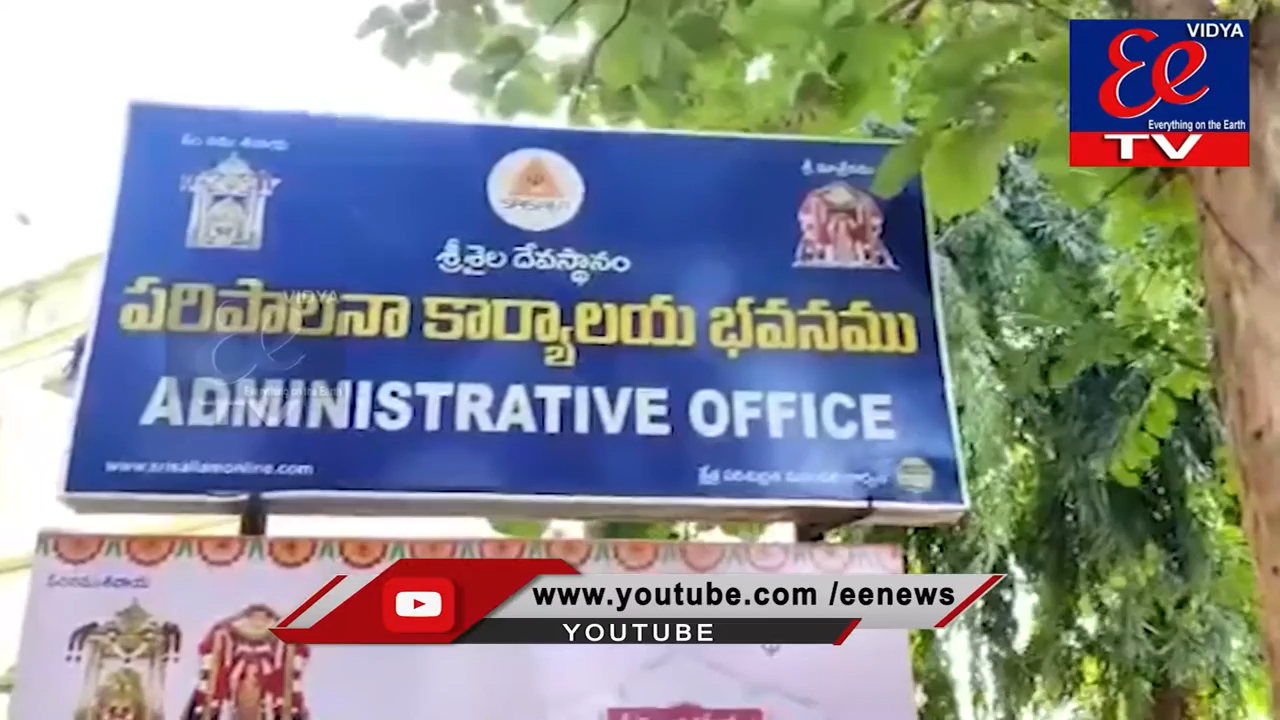 VIDYA
Ee
Everything on the Earth
TV
ఓం నమః శివాయ
శ్రీశైల దేవస్థానం
పరిపాలనా కార్యాలయ భవనము
ADMINISTRATIVE OFFICE
www.srisailamonline.com
www.youtube.com /eenews
YOUTUBE